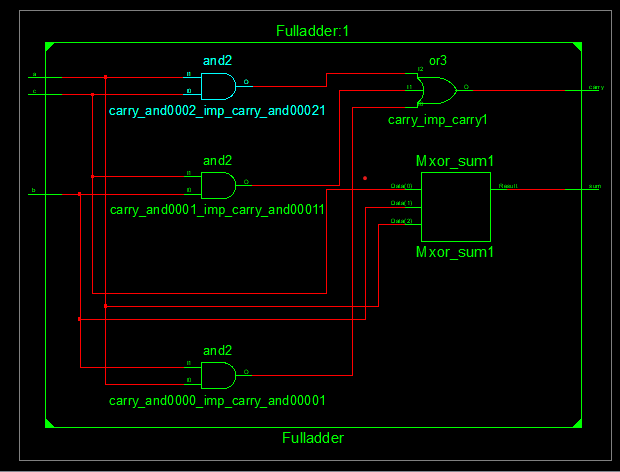 Fulladder:1
and2
or3
a
I1
O
I2
c
I0
I1
O
carry
carry_and0002_imp_carry_and00021
carry_imp_carry1
and2
Mxor_sum1
I1
O
Data(0)
Result
sum
b
I0
Data(1)
carry_and0001_imp_carry_and00011
Data(2)
Mxor_sum1
and2
I1
O
I0
carry_and0000_imp_carry_and00001
Fulladder